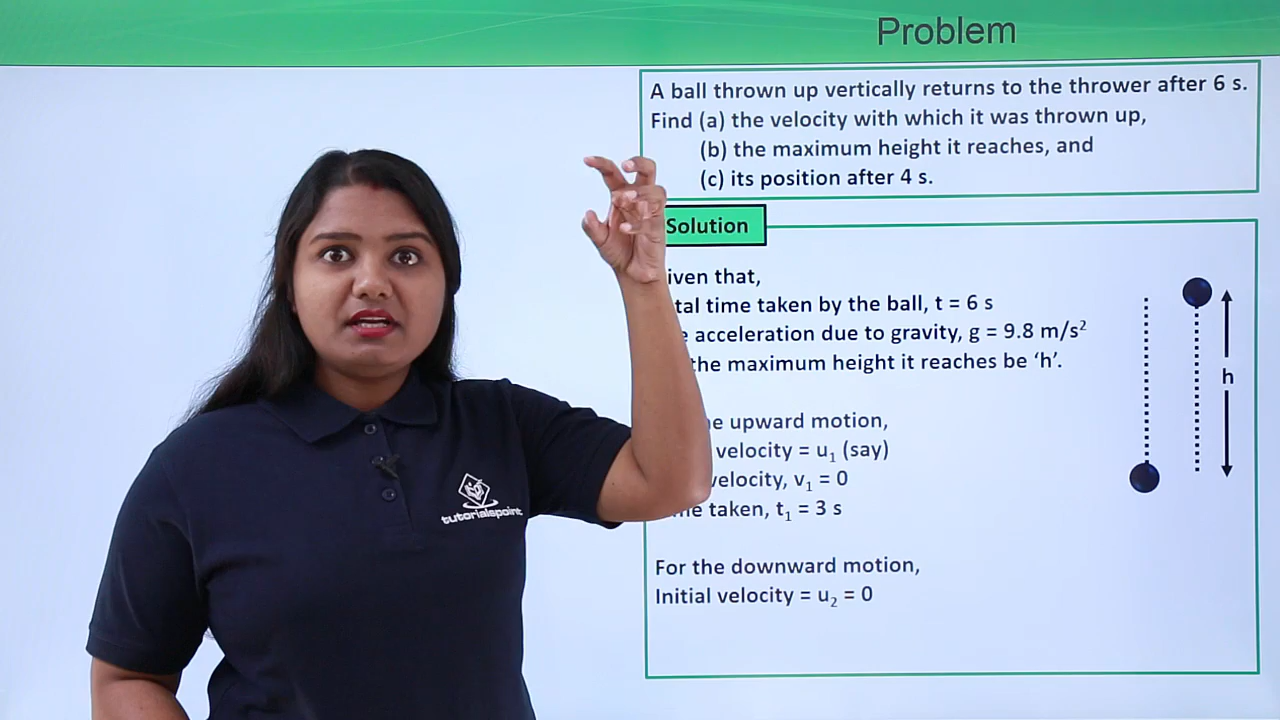 Problem
A ball thrown up vertically returns to the thrower after 6 s.
Find (a) the velocity with which it was thrown up,
(b) the maximum height it reaches, and
(c) its position after 4 s.
Solution
iven that,
tal time taken by the ball, t = 6 s
acceleration due to gravity, g = 9.8 m/s²
the maximum height it reaches be ‘h’.
h
e upward motion,
velocity = u₁ (say)
velocity, v₁ = 0
me taken, t₁ = 3 s
For the downward motion,
Initial velocity = u₂ = 0
tutorialspoint